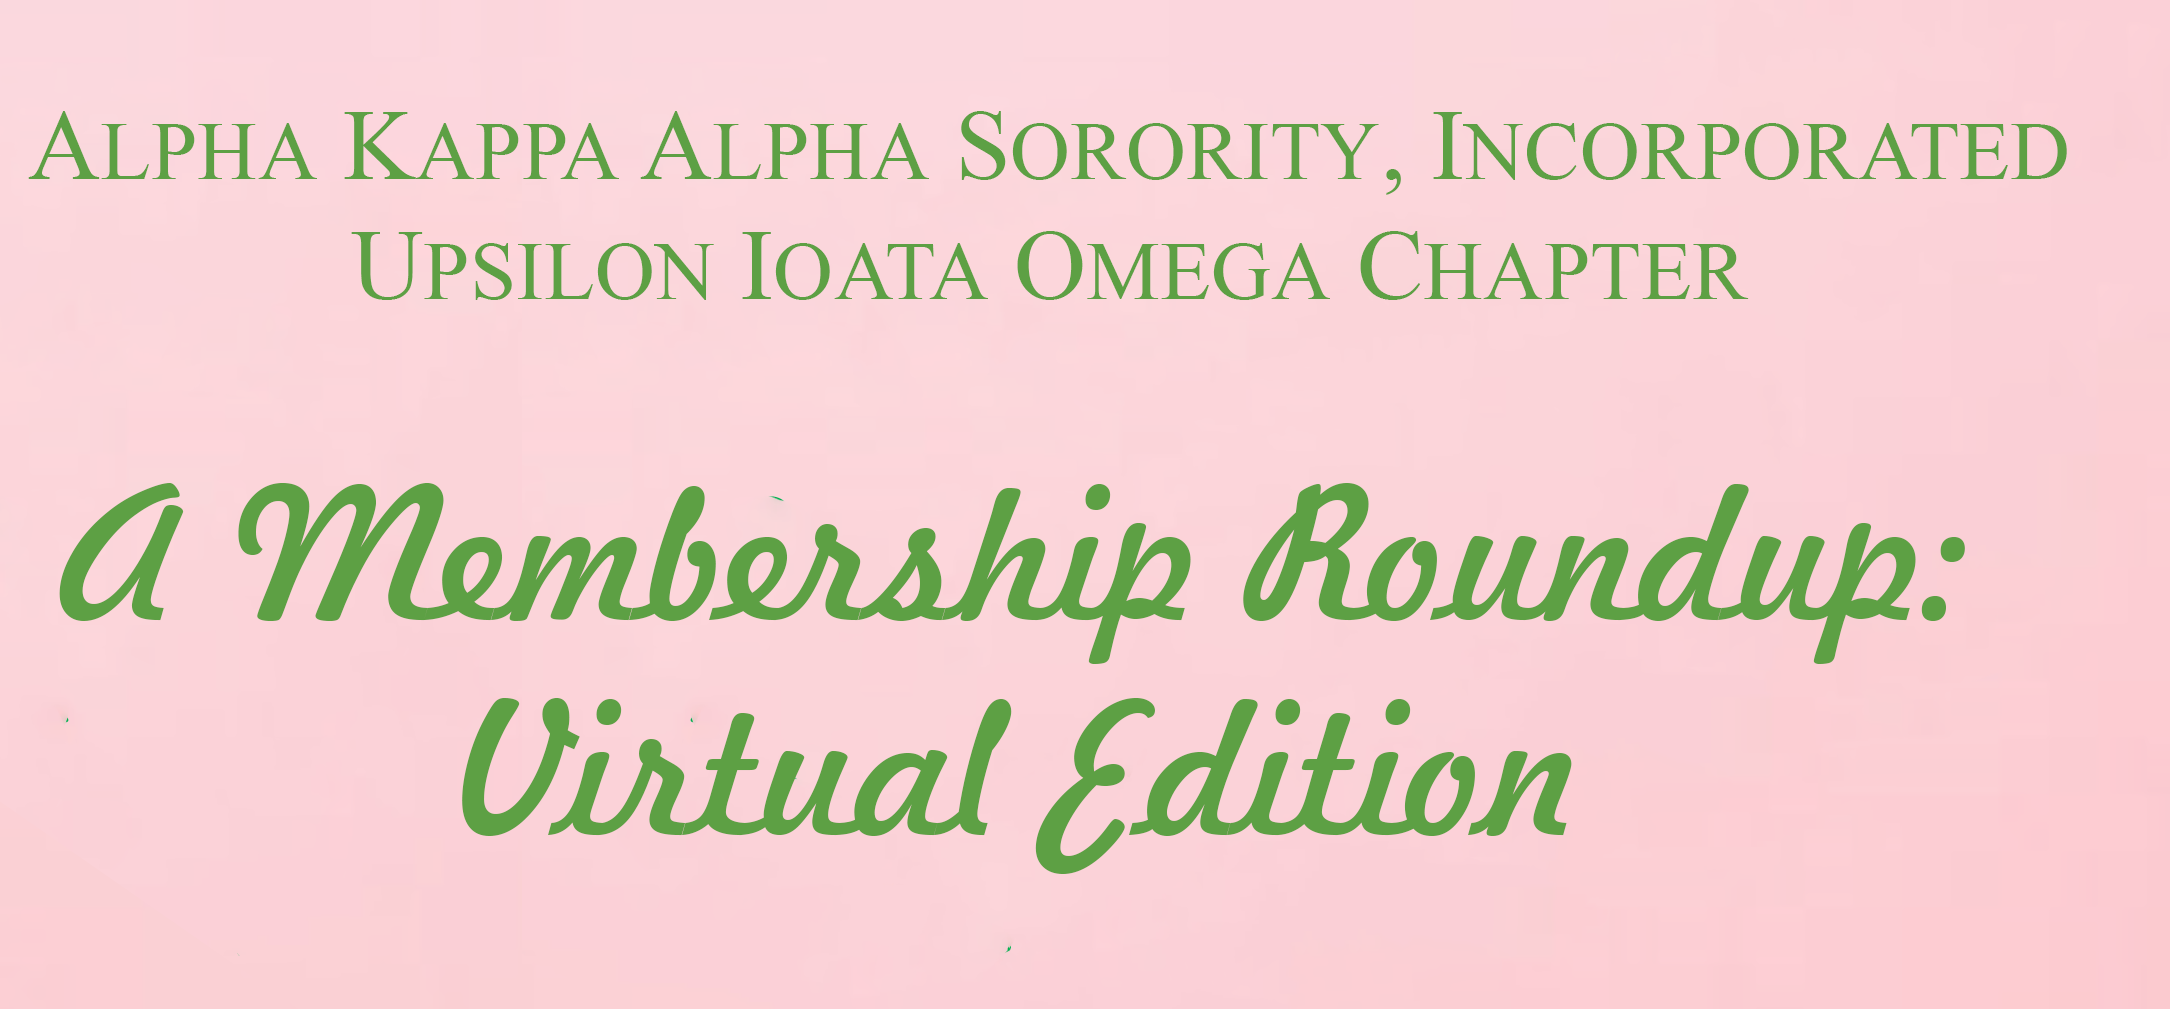 ALPHA KAPPA ALPHA SORORITY, INCORPORATED
UPSILON IOATA OMEGA CHAPTER
A Membership Roundup:
Virtual Edition